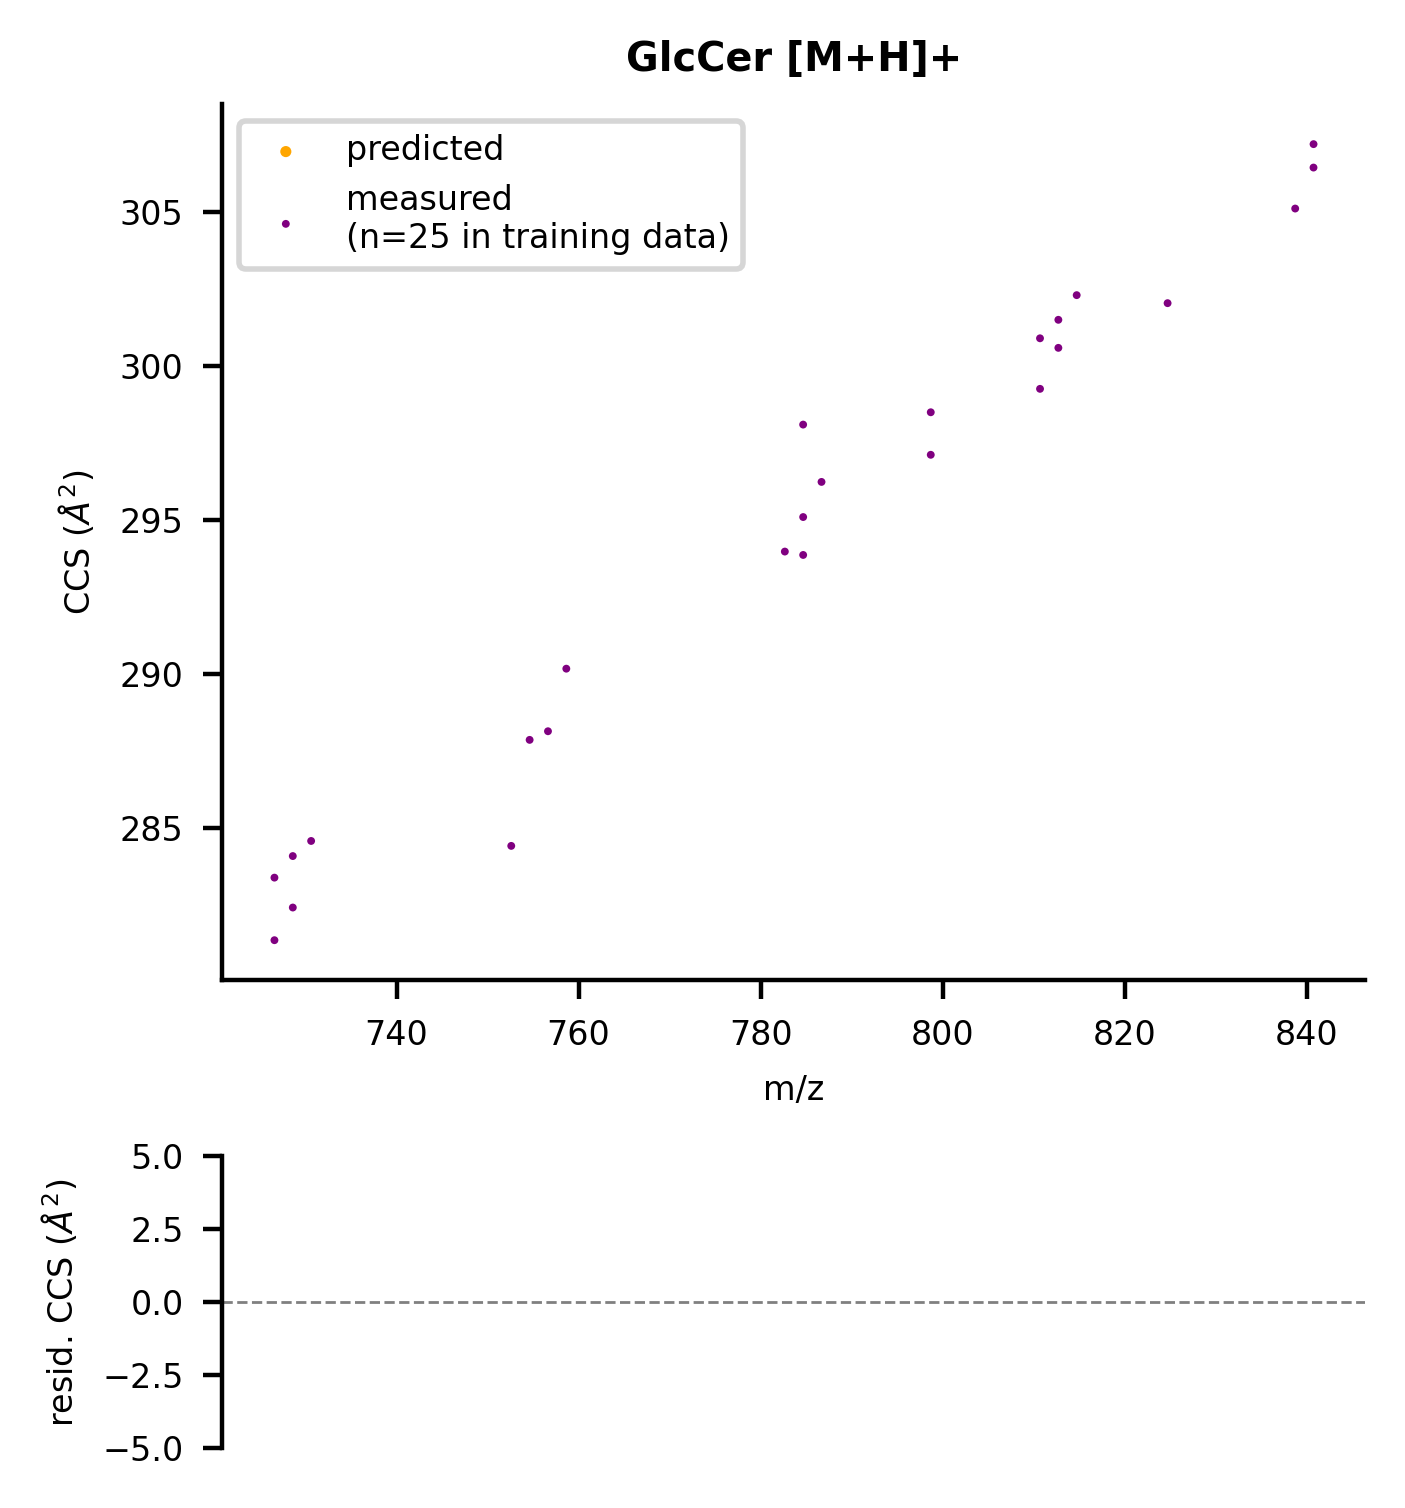 GlcCer [M+H]+
predicted
measured
(n=25 in training data)
305
300
295
290
285
CCS (Å²)
740 760 780 800 820 840
m/z
5.0
2.5
0.0
−2.5
−5.0
resid. CCS (Å²)